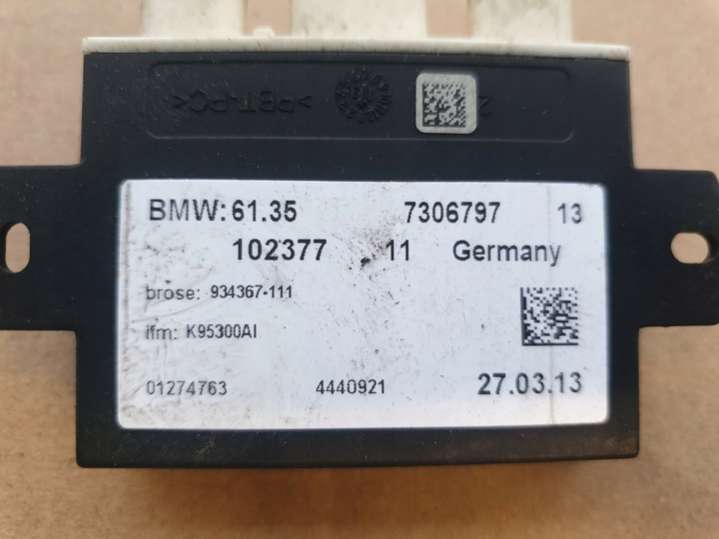 >PBT-PC<
2
BMW: 61.35 7306797 13
102377 11 Germany
brose: 934367-111
ifm: K95300AI
01274763 4440921 27.03.13